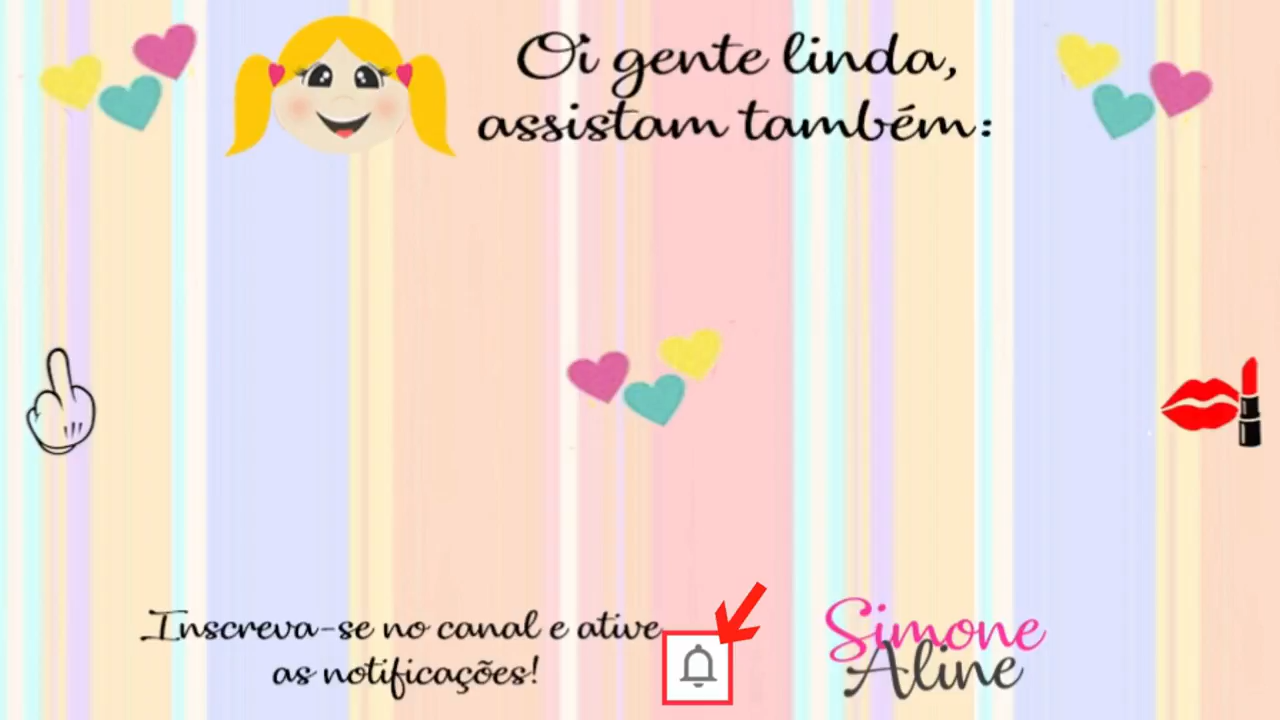 Oi gente linda,
assistam também:
Inscreva-se no canal e ative
as notificações!
Simone
Aline